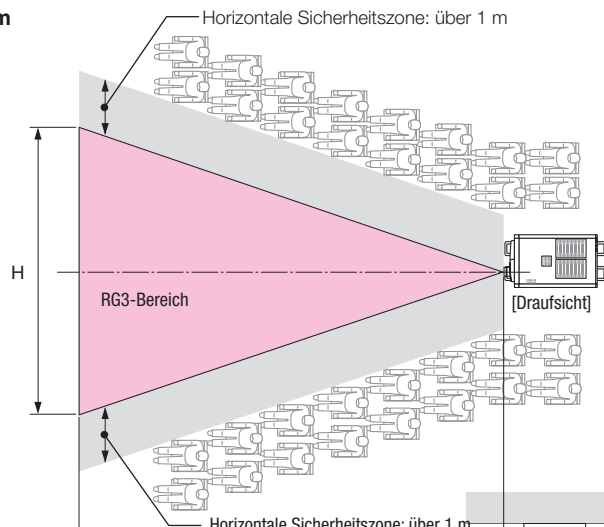 m
Horizontale Sicherheitszone: über 1 m
H
RG3-Bereich
[Draufsicht]
Horizontale Sicherheitszone: über 1 m